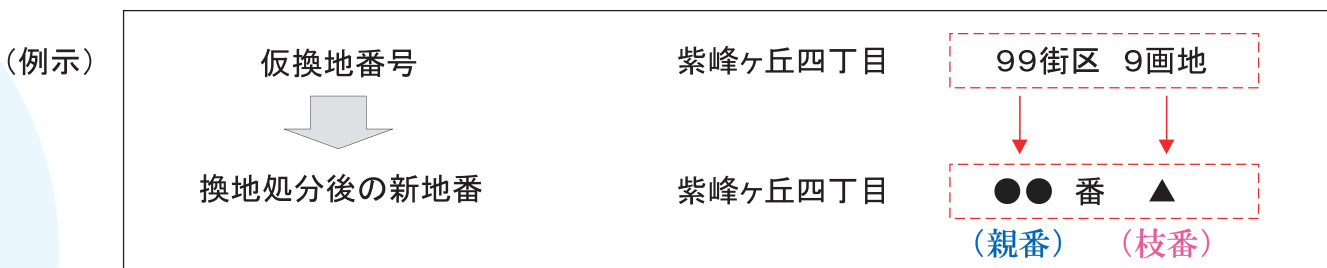 （例示）
仮換地番号 紫峰ヶ丘四丁目 ９９街区 ９画地
換地処分後の新地番 紫峰ヶ丘四丁目 ●● 番 ▲
（親番） （枝番）